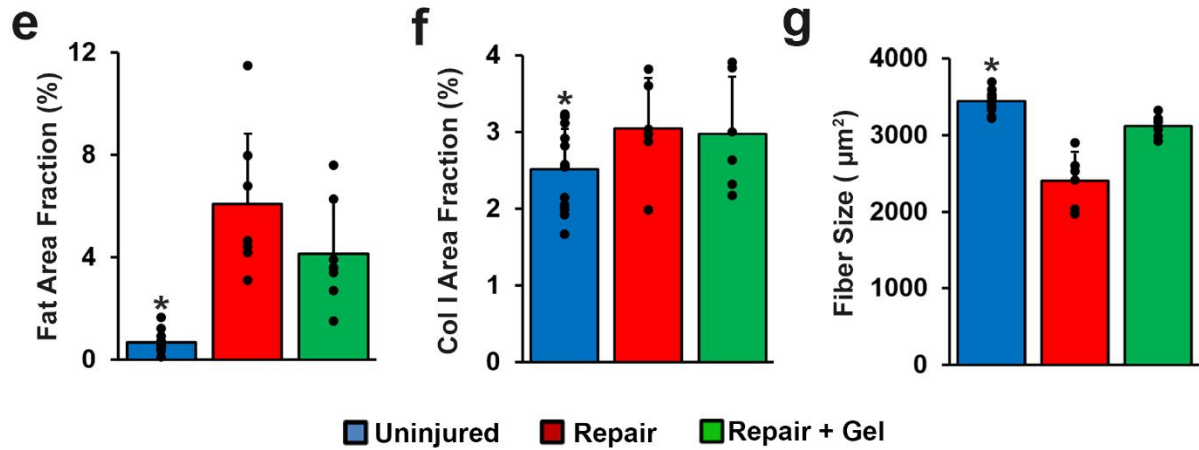 e
Fat Area Fraction (%)
12
8
4
0
*
f
Col I Area Fraction (%)
4
3
2
1
0
*
g
Fiber Size ( µm²)
4000
3000
2000
1000
0
*
Uninjured Repair Repair + Gel